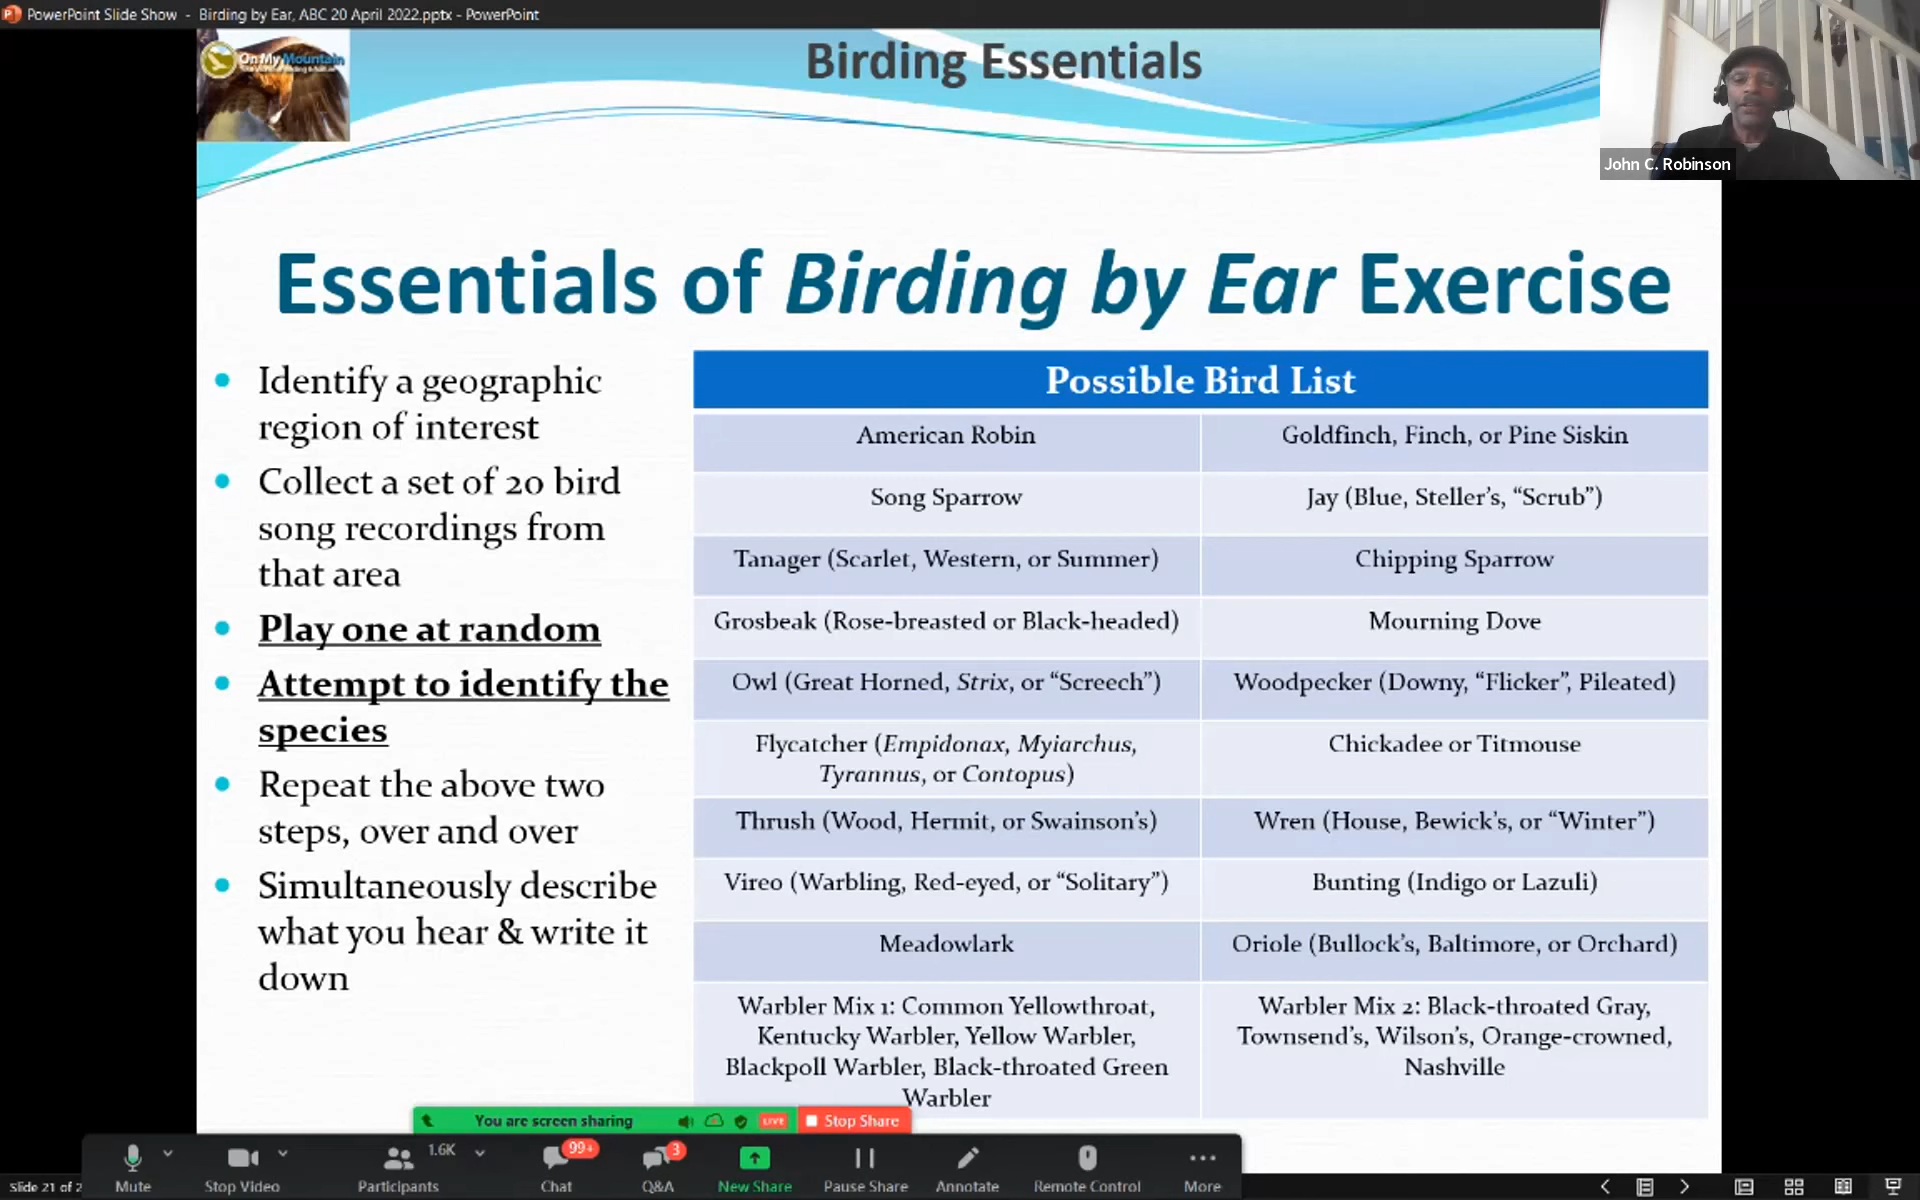 PowerPoint Slide Show - Birding by Ear, ABC 20 April 2022.pptx - PowerPoint
On My Mountain
Birding Essentials
John C. Robinson
Essentials of Birding by Ear Exercise
• Identify a geographic
region of interest
• Collect a set of 20 bird
song recordings from
that area
• Play one at random
• Attempt to identify the
species
• Repeat the above two
steps, over and over
• Simultaneously describe
what you hear & write it
down
Possible Bird List
American Robin
Goldfinch, Finch, or Pine Siskin
Song Sparrow
Jay (Blue, Steller’s, “Scrub”)
Tanager (Scarlet, Western, or Summer)
Chipping Sparrow
Grosbeak (Rose-breasted or Black-headed)
Mourning Dove
Owl (Great Horned, Strix, or “Screech”)
Woodpecker (Downy, “Flicker”, Pileated)
Flycatcher (Empidonax, Myiarchus,
Tyrannus, or Contopus)
Chickadee or Titmouse
Thrush (Wood, Hermit, or Swainson’s)
Wren (House, Bewick’s, or “Winter”)
Vireo (Warbling, Red-eyed, or “Solitary”)
Bunting (Indigo or Lazuli)
Meadowlark
Oriole (Bullock’s, Baltimore, or Orchard)
Warbler Mix 1: Common Yellowthroat,
Kentucky Warbler, Yellow Warbler,
Blackpoll Warbler, Black-throated Green
Warbler
Warbler Mix 2: Black-throated Gray,
Townsend’s, Wilson’s, Orange-crowned,
Nashville
You are screen sharing
LIVE
Stop Share
1.6K
99+
3
Mute
Stop Video
Participants
Chat
Q&A
New Share
Pause Share
Annotate
Remote Control
More
Slide 21 of 2